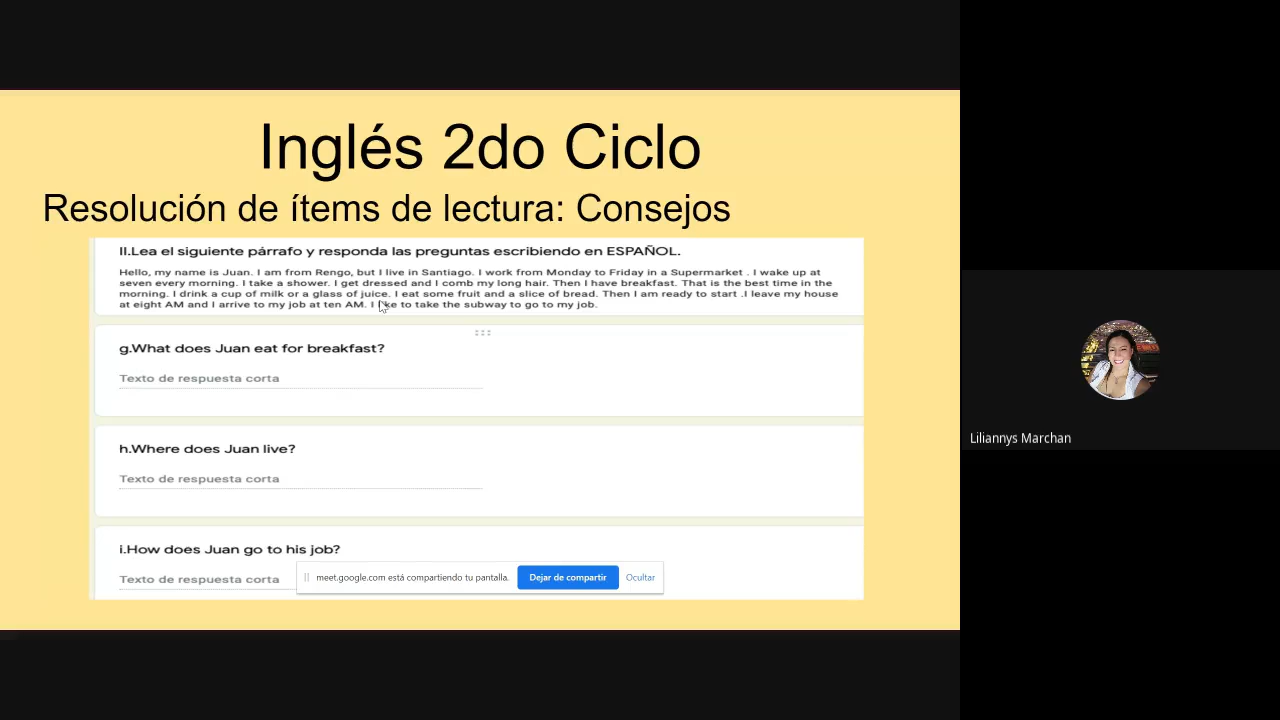 Inglés 2do Ciclo
Resolución de ítems de lectura: Consejos
II.Lea el siguiente párrafo y responda las preguntas escribiendo en ESPAÑOL.
Hello, my name is Juan. I am from Rengo, but I live in Santiago. I work from Monday to Friday in a Supermarket . I wake up at
seven every morning. I take a shower. I get dressed and I comb my long hair. Then I have breakfast. That is the best time in the
morning. I drink a cup of milk or a glass of juice. I eat some fruit and a slice of bread. Then I am ready to start .I leave my house
at eight AM and I arrive to my job at ten AM. I like to take the subway to go to my job.
g.What does Juan eat for breakfast?
Texto de respuesta corta
h.Where does Juan live?
Texto de respuesta corta
i.How does Juan go to his job?
Texto de respuesta corta
meet.google.com está compartiendo tu pantalla.
Dejar de compartir
Ocultar
Liliannys Marchan